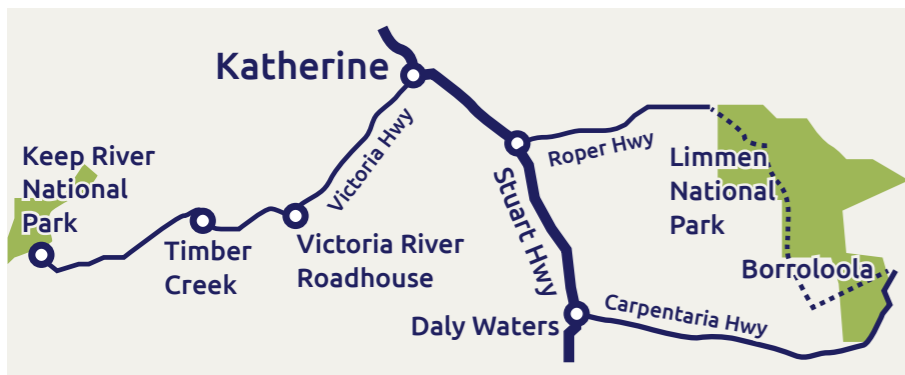 Katherine
Keep River
National
Park
Victoria Hwy
Timber
Creek
Victoria River
Roadhouse
Stuart Hwy
Roper Hwy
Limmen
National
Park
Borroloola
Daly Waters
Carpentaria Hwy